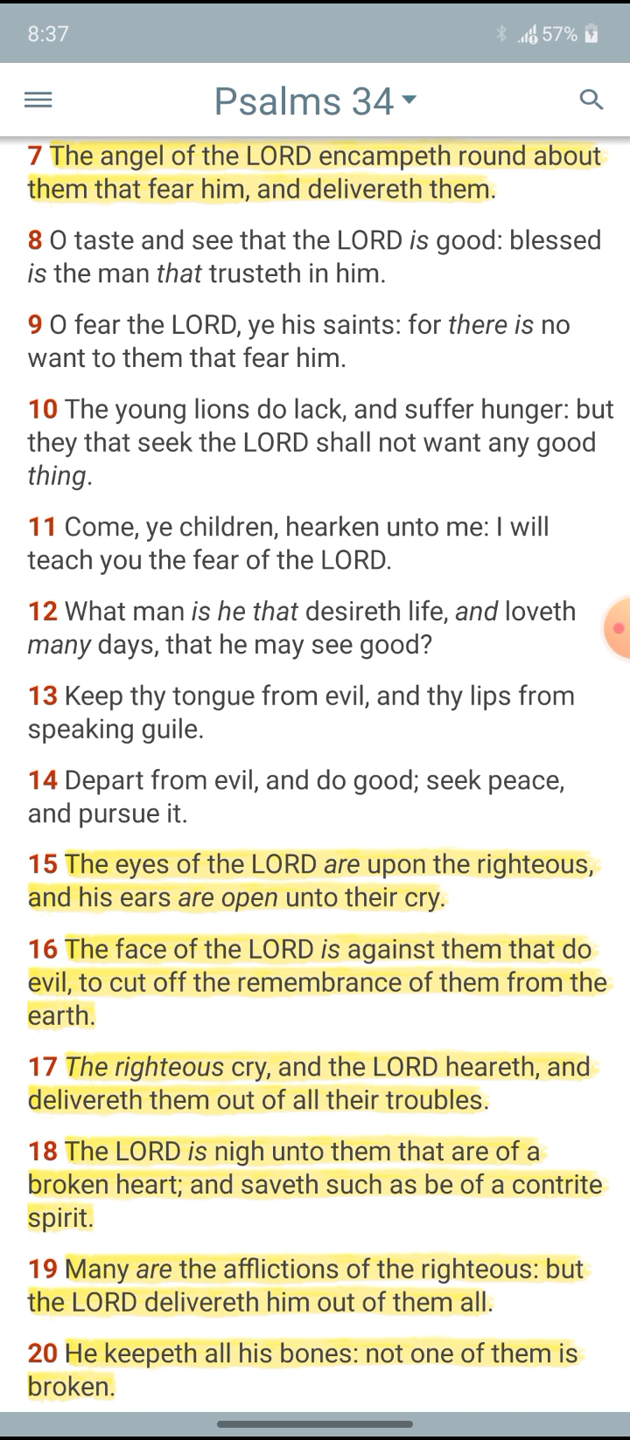 8:37
57%
Psalms 34
7 The angel of the LORD encampeth round about
them that fear him, and delivereth them.
8 O taste and see that the LORD is good: blessed
is the man that trusteth in him.
9 O fear the LORD, ye his saints: for there is no
want to them that fear him.
10 The young lions do lack, and suffer hunger: but
they that seek the LORD shall not want any good
thing.
11 Come, ye children, hearken unto me: I will
teach you the fear of the LORD.
12 What man is he that desireth life, and loveth
many days, that he may see good?
13 Keep thy tongue from evil, and thy lips from
speaking guile.
14 Depart from evil, and do good; seek peace,
and pursue it.
15 The eyes of the LORD are upon the righteous,
and his ears are open unto their cry.
16 The face of the LORD is against them that do
evil, to cut off the remembrance of them from the
earth.
17 The righteous cry, and the LORD heareth, and
delivereth them out of all their troubles.
18 The LORD is nigh unto them that are of a
broken heart; and saveth such as be of a contrite
spirit.
19 Many are the afflictions of the righteous: but
the LORD delivereth him out of them all.
20 He keepeth all his bones: not one of them is
broken.